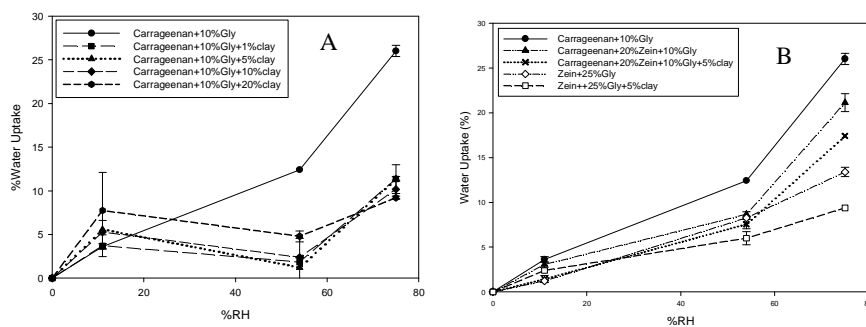 Carrageenan+10%Gly
Carrageenan+10%Gly+1%clay
Carrageenan+10%Gly+5%clay
Carrageenan+10%Gly+10%clay
Carrageenan+10%Gly+20%clay
A
%Water Uptake
30
25
20
15
10
5
0
0 20 40 60 80
%RH
Carrageenan+10%Gly
Carrageenan+20%Zein+10%Gly
Carrageenan+20%Zein+10%Gly+5%clay
Zein+25%Gly
Zein++25%Gly+5%clay
B
Water Uptake (%)
30
25
20
15
10
5
0
0 20 40 60 80
%RH